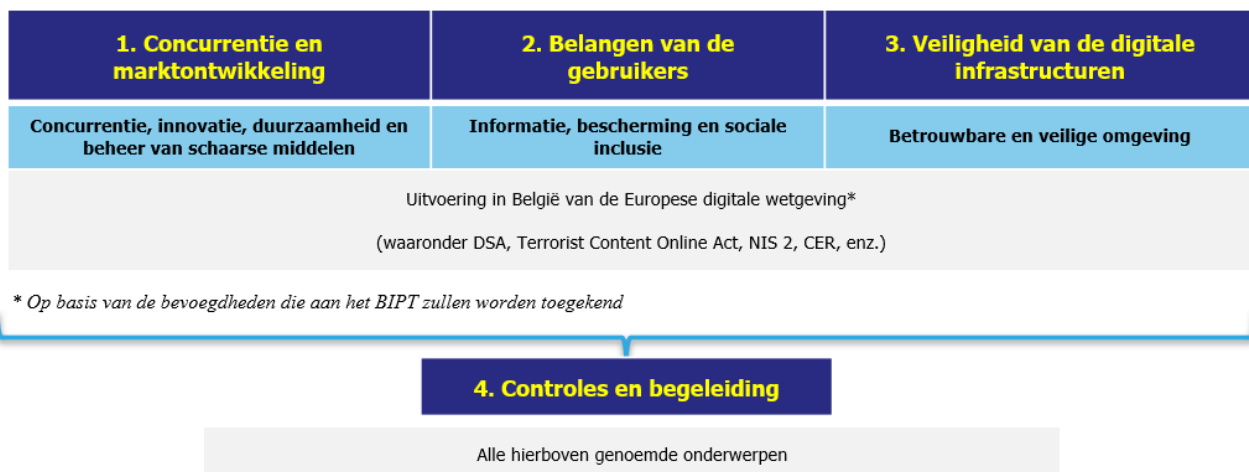 1. Concurrentie en
marktontwikkeling
2. Belangen van de
gebruikers
3. Veiligheid van de digitale
infrastructuren
Concurrentie, innovatie, duurzaamheid en
beheer van schaarse middelen
Informatie, bescherming en sociale
inclusie
Betrouwbare en veilige omgeving
Uitvoering in België van de Europese digitale wetgeving*
(waaronder DSA, Terrorist Content Online Act, NIS 2, CER, enz.)
* Op basis van de bevoegdheden die aan het BIPT zullen worden toegekend
4. Controles en begeleiding
Alle hierboven genoemde onderwerpen